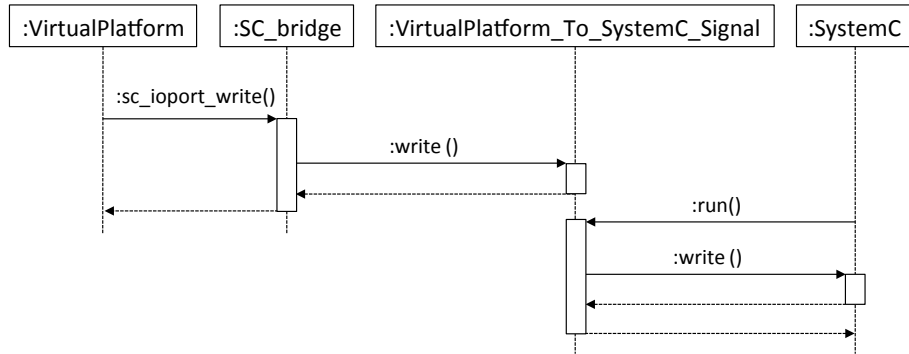 :VirtualPlatform
:SC_bridge
:VirtualPlatform_To_SystemC_Signal
:SystemC
:sc_ioport_write()
:write ()
:run()
:write ()